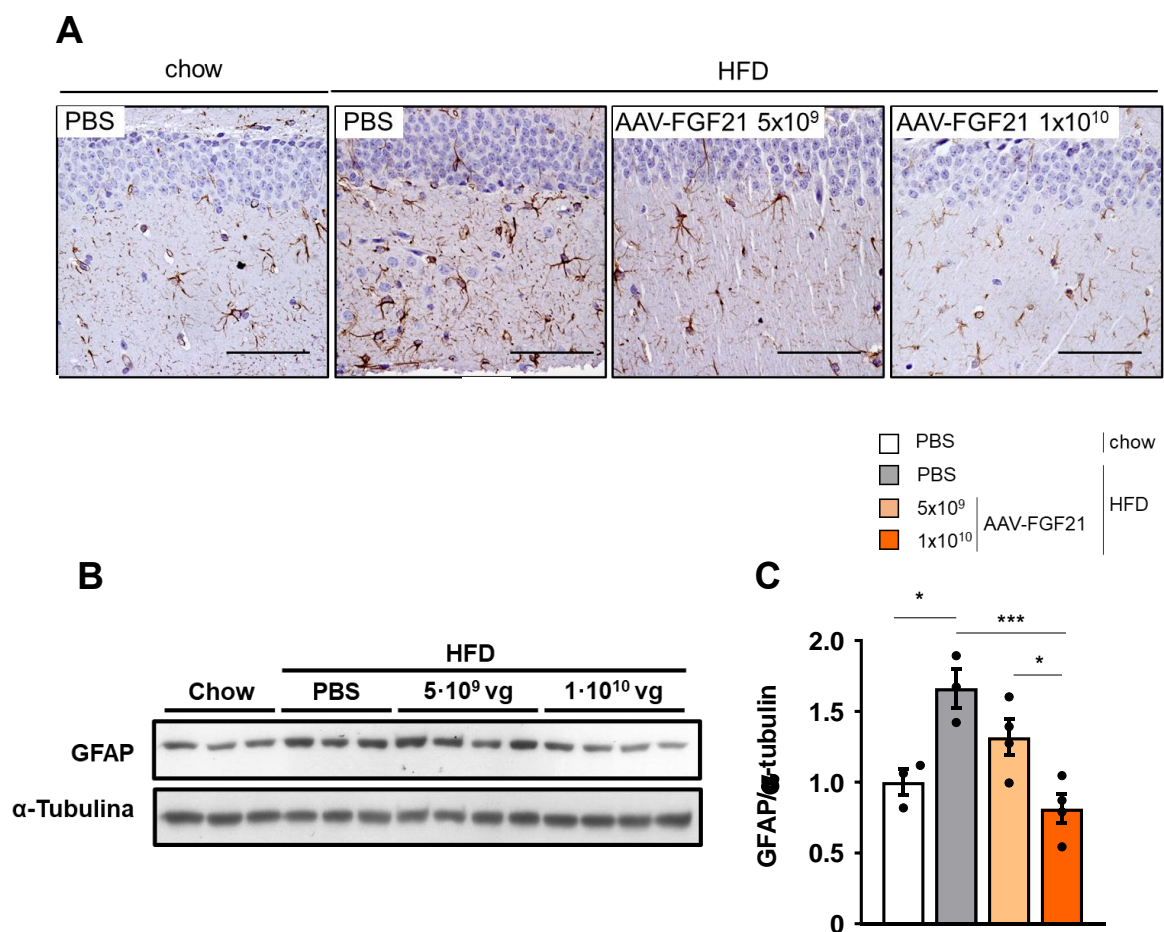 A
chow
HFD
PBS
PBS
AAV-FGF21 5x10⁹
AAV-FGF21 1x10¹⁰
PBS
chow
PBS
5x10⁹
1x10¹⁰
AAV-FGF21
HFD
B
HFD
Chow
PBS
5·10⁹ vg
1·10¹⁰ vg
GFAP
α-Tubulina
C
*
***
*
2.0
1.5
1.0
0.5
0
GFAP/α-tubulin